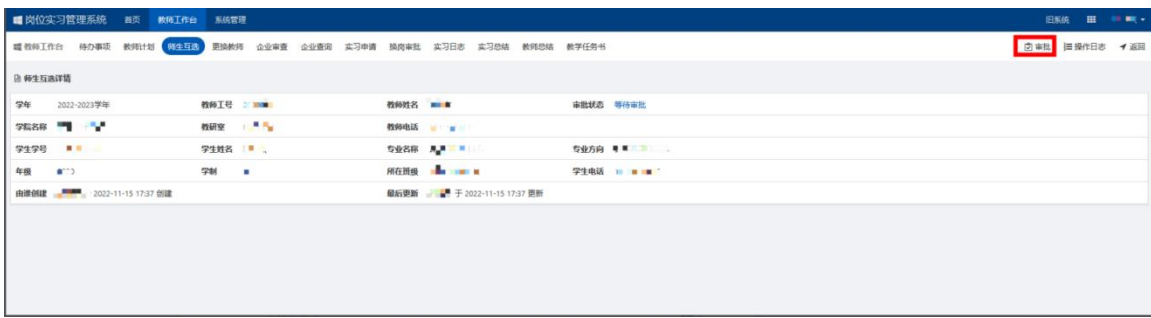 岗位实习管理系统 首页 教师工作台 系统管理 旧系统
教师工作台 待办事项 教师计划 师生互选 更换教师 企业审查 企业查询 实习申请 换岗审批 实习日志 实习总结 教师总结 教学任务书 审批 操作日志 返回
师生互选详情
学年 2022-2023学年 教师工号 教师姓名 审批状态 等待审批
学院名称 教研室 教师电话
学生学号 学生姓名 专业名称 专业方向
年级 学制 所在班级 学生电话
由谁创建 2022-11-15 17:37 创建 最后更新 于 2022-11-15 17:37 更新